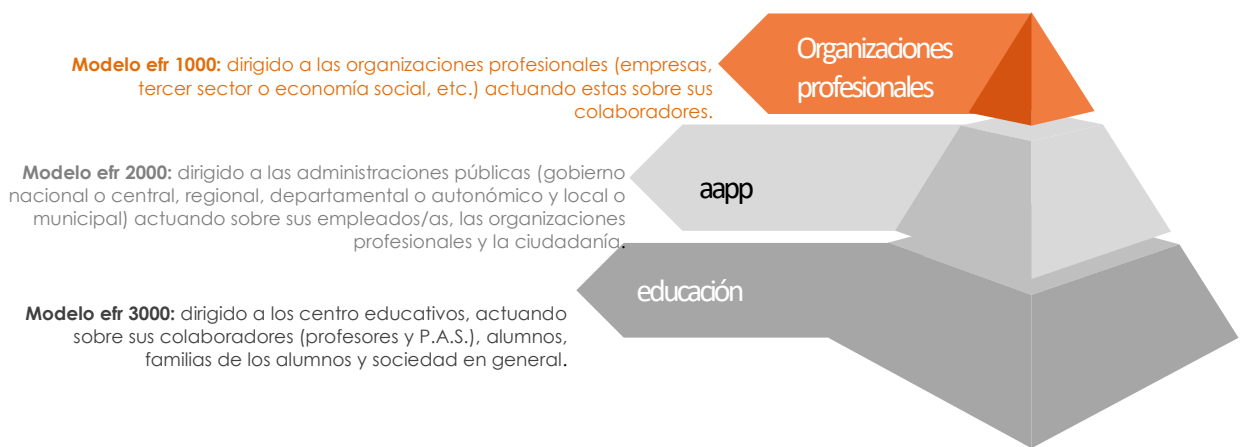 Organizaciones
profesionales
Modelo efr 1000: dirigido a las organizaciones profesionales (empresas,
tercer sector o economía social, etc.) actuando estas sobre sus
colaboradores.
aapp
Modelo efr 2000: dirigido a las administraciones públicas (gobierno
nacional o central, regional, departamental o autonómico y local o
municipal) actuando sobre sus empleados/as, las organizaciones
profesionales y la ciudadanía.
educación
Modelo efr 3000: dirigido a los centro educativos, actuando
sobre sus colaboradores (profesores y P.A.S.), alumnos,
familias de los alumnos y sociedad en general.